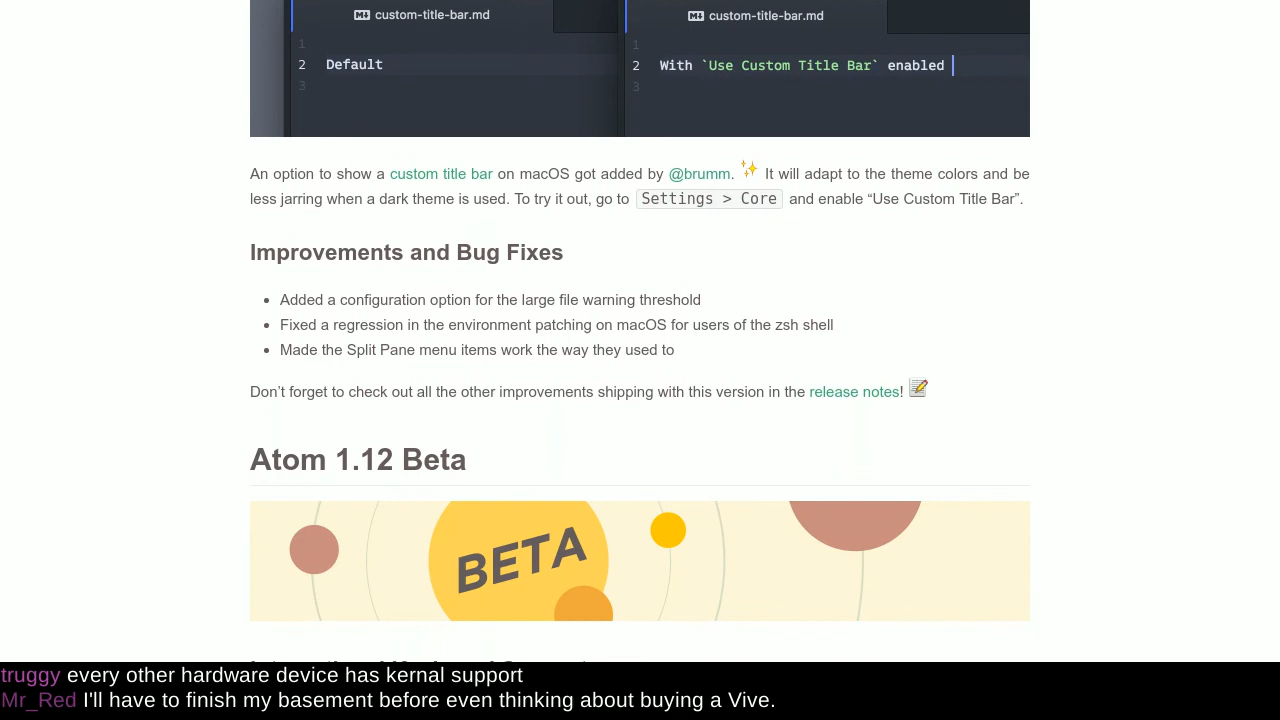 custom-title-bar.md
custom-title-bar.md
1
1
2 Default
2 With `Use Custom Title Bar` enabled
3
3
An option to show a custom title bar on macOS got added by @brumm. ✨ It will adapt to the theme colors and be
less jarring when a dark theme is used. To try it out, go to Settings > Core and enable “Use Custom Title Bar”.
Improvements and Bug Fixes
• Added a configuration option for the large file warning threshold
• Fixed a regression in the environment patching on macOS for users of the zsh shell
• Made the Split Pane menu items work the way they used to
Don’t forget to check out all the other improvements shipping with this version in the release notes! 📝
Atom 1.12 Beta
BETA
truggy every other hardware device has kernal support
Mr_Red I'll have to finish my basement before even thinking about buying a Vive.